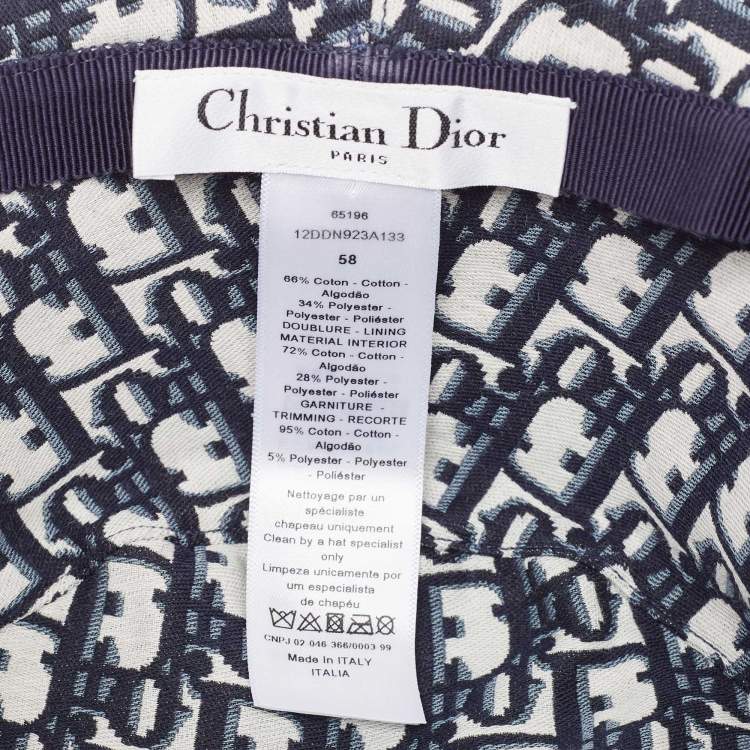 Christian Dior
PARIS
65196
12DDN923A133
58
66% Coton - Cotton -
Algodão
34% Polyester -
Polyester - Poliéster
DOUBLURE - LINING
MATERIAL INTERIOR
72% Coton - Cotton -
Algodão
28% Polyester -
Polyester - Poliéster
GARNITURE -
TRIMMING - RECORTE
95% Coton - Cotton -
Algodão
5% Polyester - Polyester
- Poliéster
Nettoyage par un
spécialiste
chapeau uniquement
Clean by a hat specialist
only
Limpeza unicamente por
um especialista
de chapéu
CNPJ 02 046 366/0003 99
Made in ITALY
ITALIA